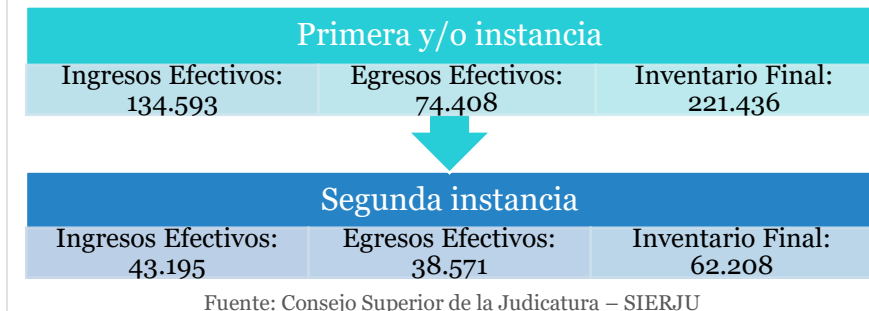 Primera y/o instancia
Ingresos Efectivos: Egresos Efectivos: Inventario Final:
134.593 74.408 221.436
Segunda instancia
Ingresos Efectivos: Egresos Efectivos: Inventario Final:
43.195 38.571 62.208
Fuente: Consejo Superior de la Judicatura – SIERJU